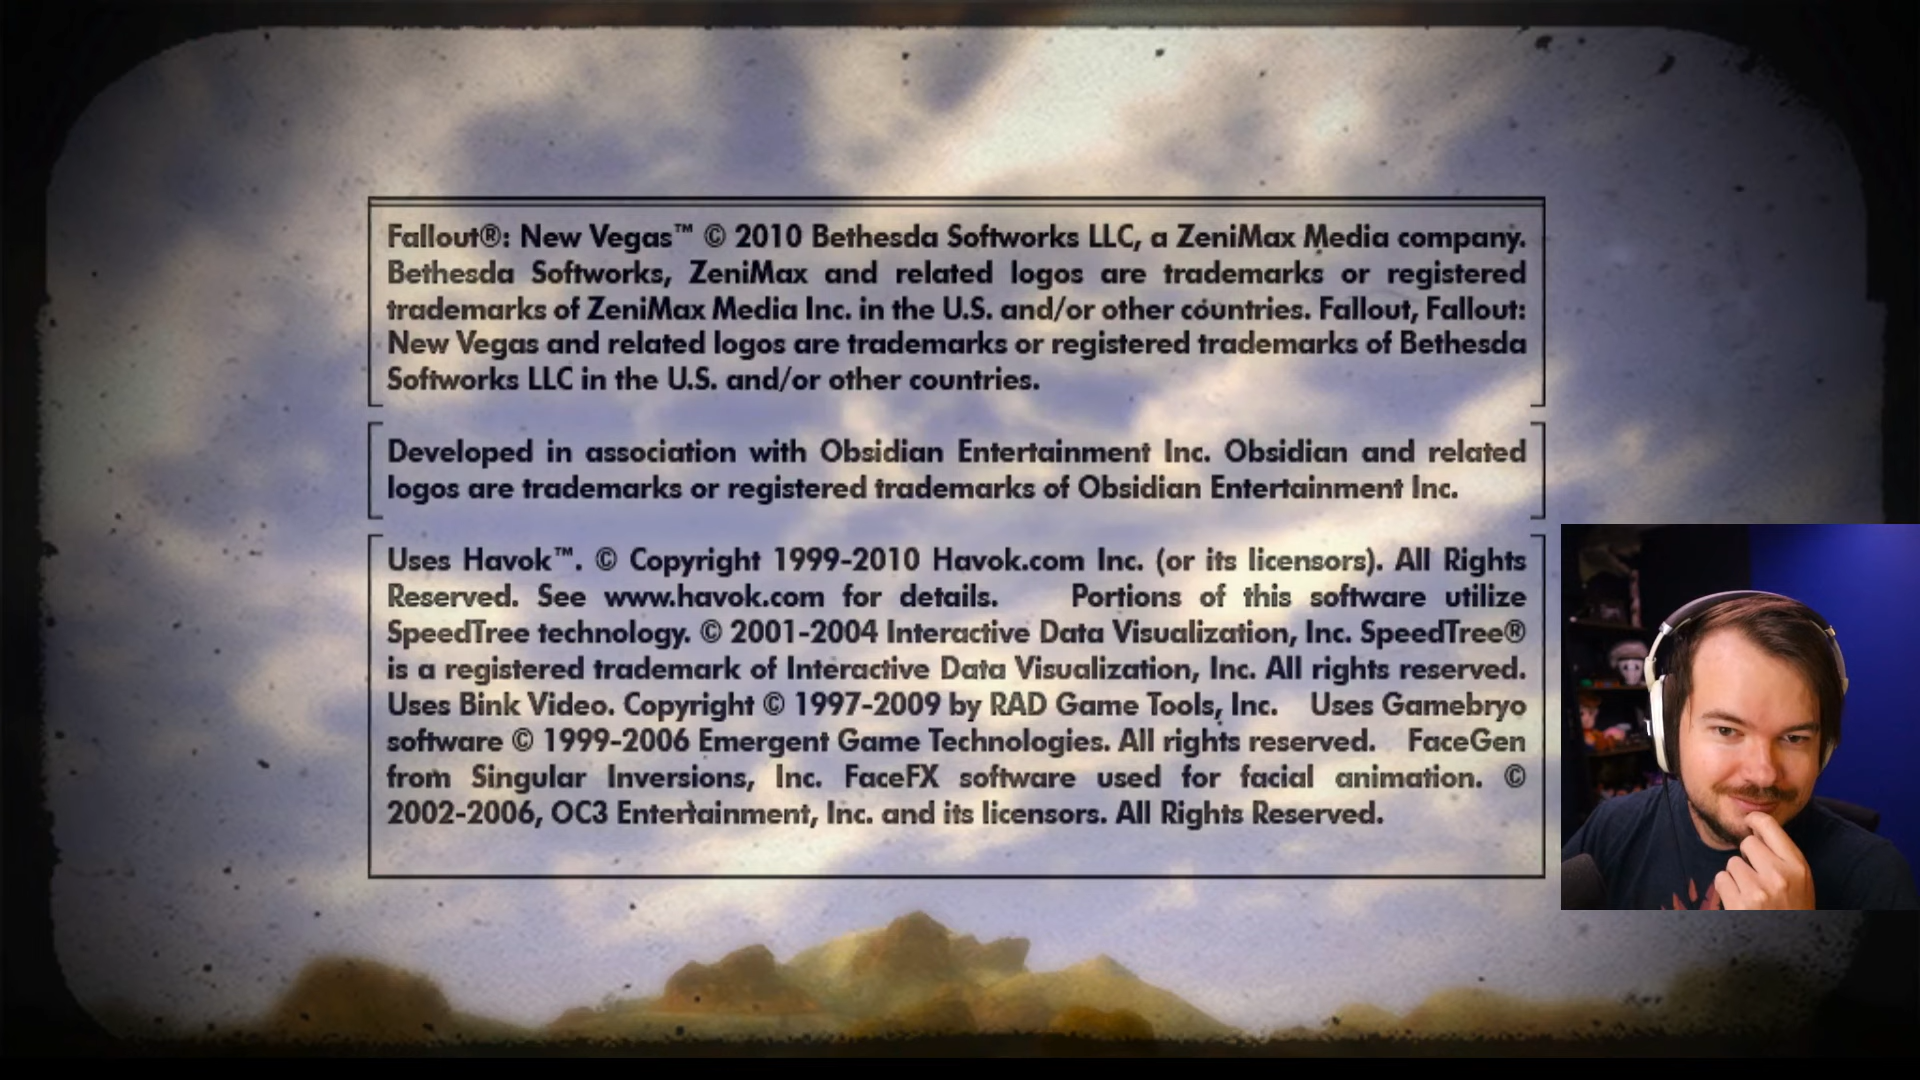 Fallout®: New Vegas™ © 2010 Bethesda Softworks LLC, a ZeniMax Media company.
Bethesda Softworks, ZeniMax and related logos are trademarks or registered
trademarks of ZeniMax Media Inc. in the U.S. and/or other countries. Fallout, Fallout:
New Vegas and related logos are trademarks or registered trademarks of Bethesda
Softworks LLC in the U.S. and/or other countries.
Developed in association with Obsidian Entertainment Inc. Obsidian and related
logos are trademarks or registered trademarks of Obsidian Entertainment Inc.
Uses Havok™. © Copyright 1999-2010 Havok.com Inc. (or its licensors). All Rights
Reserved. See www.havok.com for details. Portions of this software utilize
SpeedTree technology. © 2001-2004 Interactive Data Visualization, Inc. SpeedTree®
is a registered trademark of Interactive Data Visualization, Inc. All rights reserved.
Uses Bink Video. Copyright © 1997-2009 by RAD Game Tools, Inc. Uses Gamebryo
software © 1999-2006 Emergent Game Technologies. All rights reserved. FaceGen
from Singular Inversions, Inc. FaceFX software used for facial animation. ©
2002-2006, OC3 Entertainment, Inc. and its licensors. All Rights Reserved.